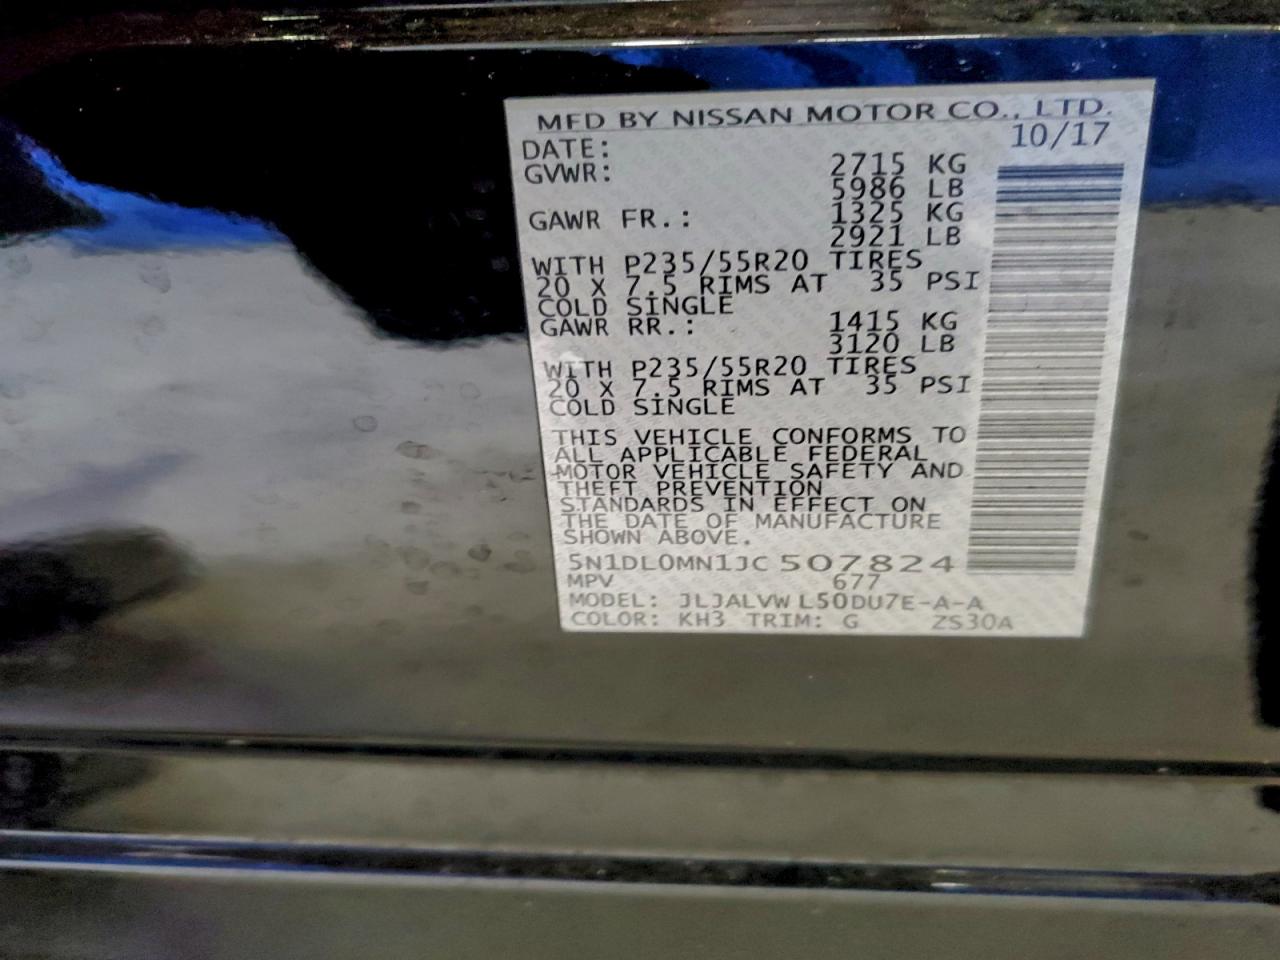 MFD BY NISSAN MOTOR CO., LTD.
DATE: 10/17
GVWR: 2715 KG
5986 LB
GAWR FR.: 1325 KG
2921 LB
WITH P235/55R20 TIRES
20 X 7.5 RIMS AT 35 PSI
COLD SINGLE
GAWR RR.: 1415 KG
3120 LB
WITH P235/55R20 TIRES
20 X 7.5 RIMS AT 35 PSI
COLD SINGLE
THIS VEHICLE CONFORMS TO
ALL APPLICABLE FEDERAL
MOTOR VEHICLE SAFETY AND
THEFT PREVENTION
STANDARDS IN EFFECT ON
THE DATE OF MANUFACTURE
SHOWN ABOVE.
5N1DL0MN1JC507824
MPV 677
MODEL: JLJALVW L50DU7E-A-A
COLOR: KH3 TRIM: G ZS30A